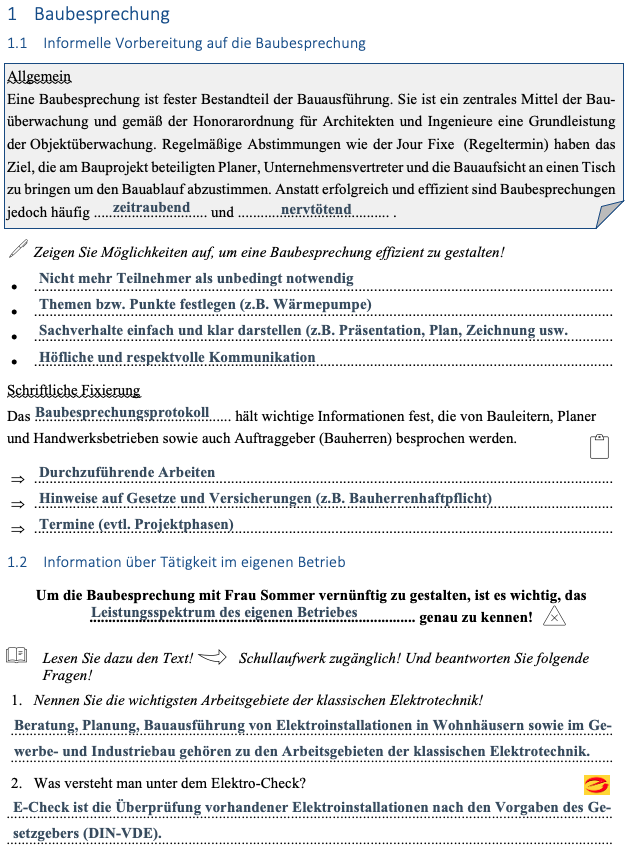 1 Baubesprechung
1.1 Informelle Vorbereitung auf die Baubesprechung
Allgemein
Eine Baubesprechung ist fester Bestandteil der Bauausführung. Sie ist ein zentrales Mittel der Bau-
überwachung und gemäß der Honorarordnung für Architekten und Ingenieure eine Grundleistung
der Objektüberwachung. Regelmäßige Abstimmungen wie der Jour Fixe (Regeltermin) haben das
Ziel, die am Bauprojekt beteiligten Planer, Unternehmensvertreter und die Bauaufsicht an einen Tisch
zu bringen um den Bauablauf abzustimmen. Anstatt erfolgreich und effizient sind Baubesprechungen
jedoch häufig zeitraubend und nervtötend .
Zeigen Sie Möglichkeiten auf, um eine Baubesprechung effizient zu gestalten!
• Nicht mehr Teilnehmer als unbedingt notwendig
• Themen bzw. Punkte festlegen (z.B. Wärmepumpe)
• Sachverhalte einfach und klar darstellen (z.B. Präsentation, Plan, Zeichnung usw.
• Höfliche und respektvolle Kommunikation
Schriftliche Fixierung
Das Baubesprechungsprotokoll hält wichtige Informationen fest, die von Bauleitern, Planer
und Handwerksbetrieben sowie auch Auftraggeber (Bauherren) besprochen werden.
⇒ Durchzuführende Arbeiten
⇒ Hinweise auf Gesetze und Versicherungen (z.B. Bauherrenhaftpflicht)
⇒ Termine (evtl. Projektphasen)
1.2 Information über Tätigkeit im eigenen Betrieb
Um die Baubesprechung mit Frau Sommer vernünftig zu gestalten, ist es wichtig, das
Leistungsspektrum des eigenen Betriebes genau zu kennen!
Lesen Sie dazu den Text! Schullaufwerk zugänglich! Und beantworten Sie folgende
Fragen!
1. Nennen Sie die wichtigsten Arbeitsgebiete der klassischen Elektrotechnik!
Beratung, Planung, Bauausführung von Elektroinstallationen in Wohnhäusern sowie im Ge-
werbe- und Industriebau gehören zu den Arbeitsgebieten der klassischen Elektrotechnik.
2. Was versteht man unter dem Elektro-Check?
E-Check ist die Überprüfung vorhandener Elektroinstallationen nach den Vorgaben des Ge-
setzgebers (DIN-VDE).